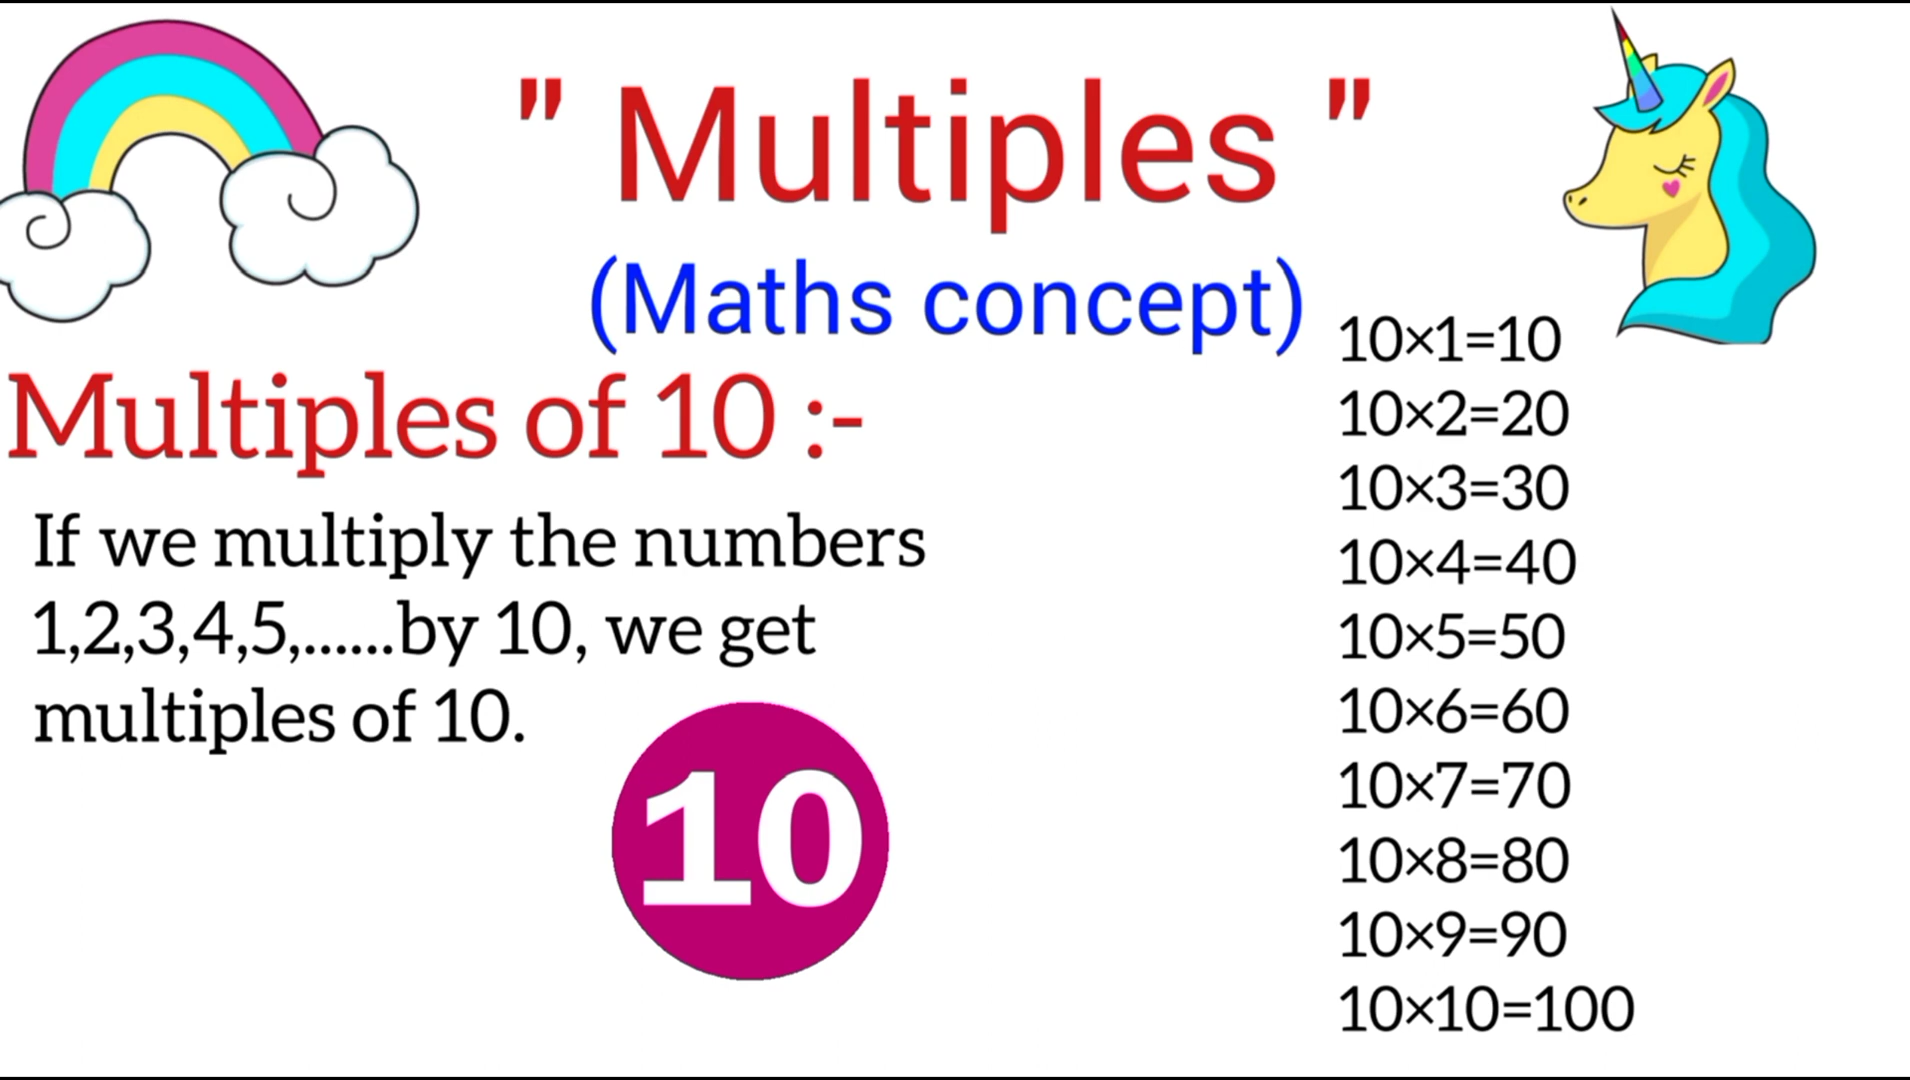 " Multiples "
(Maths concept)
Multiples of 10 :-
If we multiply the numbers
1,2,3,4,5,......by 10, we get
multiples of 10.
10
10×1=10
10×2=20
10×3=30
10×4=40
10×5=50
10×6=60
10×7=70
10×8=80
10×9=90
10×10=100